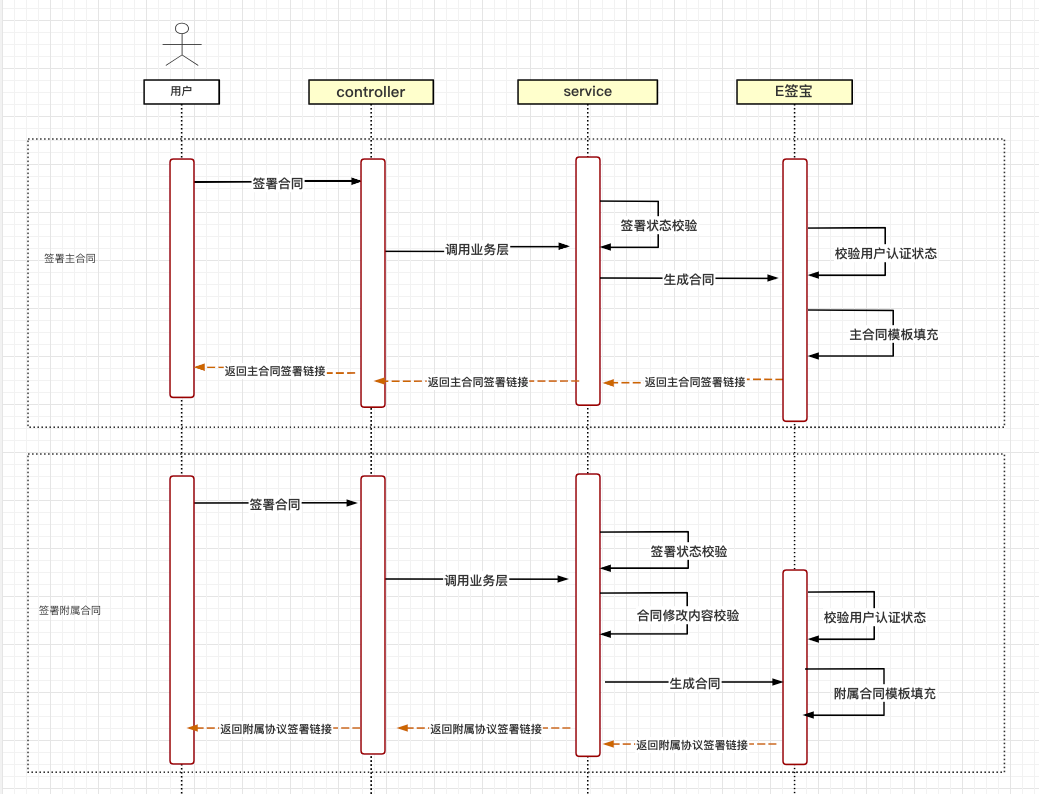 用户
controller
service
E签宝
签署合同
签署状态校验
调用业务层
校验用户认证状态
签署主合同
生成合同
主合同模板填充
返回主合同签署链接
返回主合同签署链接
返回主合同签署链接
签署合同
签署状态校验
调用业务层
签署附属合同
合同修改内容校验
校验用户认证状态
生成合同
附属合同模板填充
返回附属协议签署链接
返回附属协议签署链接
返回附属协议签署链接